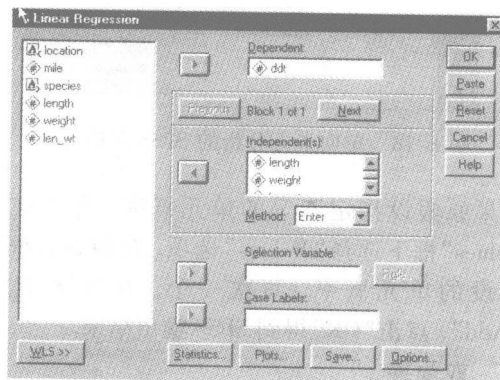 Linear Regression
location
mile
species
length
weight
len_wt
Dependent:
ddt
Previous
Block 1 of 1
Next
Independent(s):
length
weight
Method:
Enter
Selection Variable:
Rule...
Case Labels:
WLS >>
Statistics...
Plots...
Save...
Options...
OK
Paste
Reset
Cancel
Help